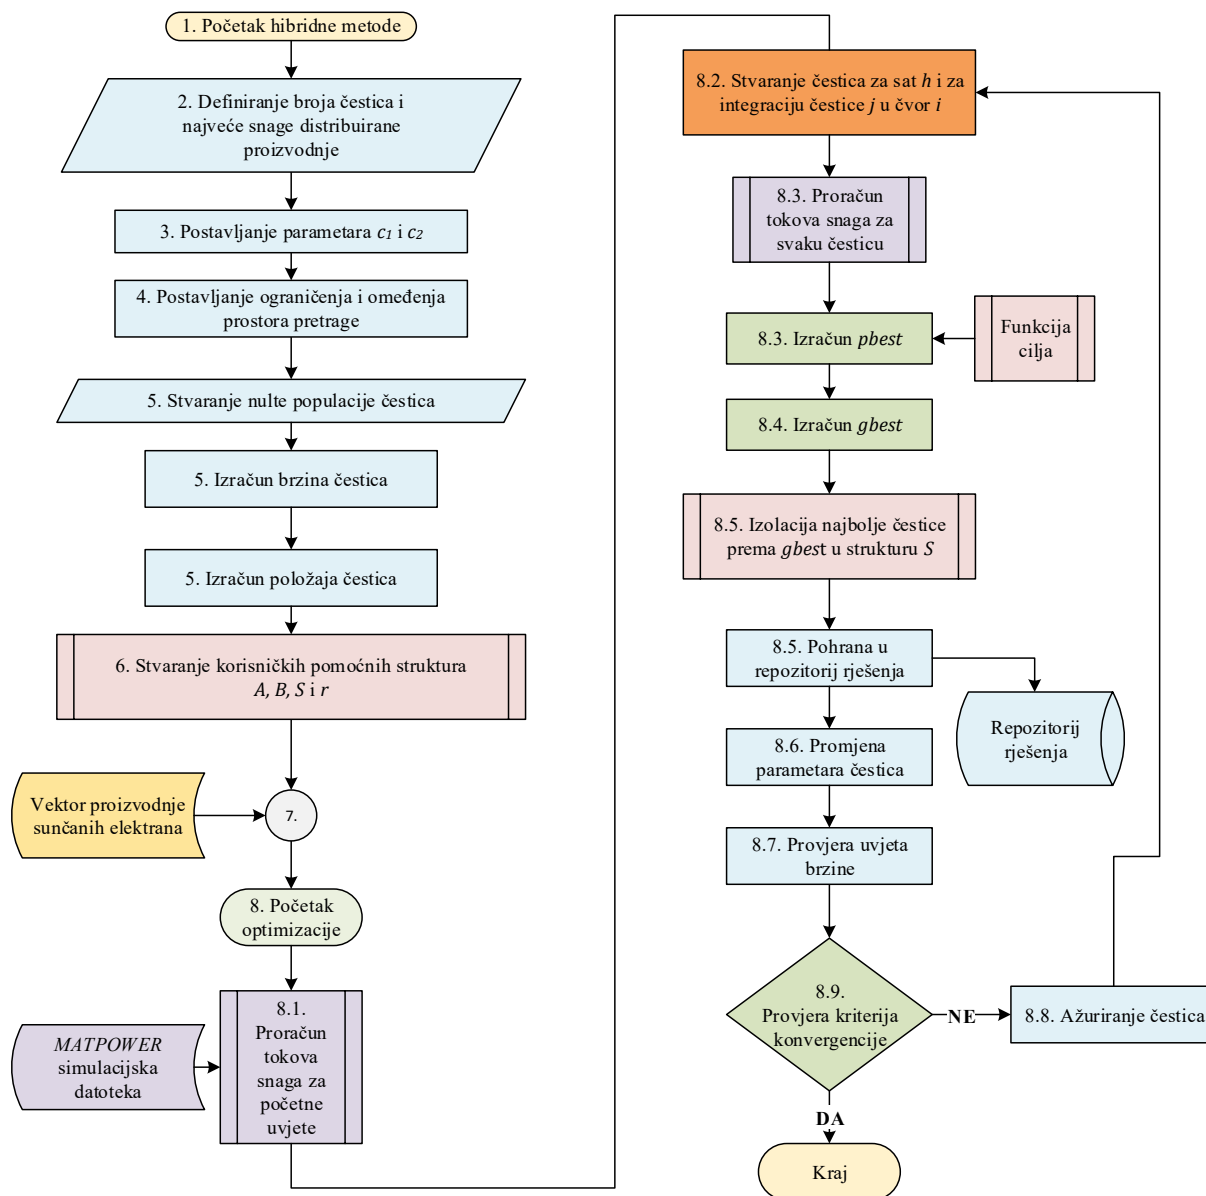 1. Početak hibridne metode
2. Definiranje broja čestica i
najveće snage distribuirane
proizvodnje
3. Postavljanje parametara c₁ i c₂
4. Postavljanje ograničenja i omeđenja
prostora pretrage
5. Stvaranje nulte populacije čestica
5. Izračun brzina čestica
5. Izračun položaja čestica
6. Stvaranje korisničkih pomoćnih struktura
A, B, S i r
Vektor proizvodnje
sunčanih elektrana
7.
8. Početak
optimizacije
MATPOWER
simulacijska
datoteka
8.1.
Proračun
tokova
snaga za
početne
uvjete
8.2. Stvaranje čestica za sat h i za
integraciju čestice j u čvor i
8.3. Proračun
tokova snaga za
svaku česticu
8.3. Izračun pbest
Funkcija
cilja
8.4. Izračun gbest
8.5. Izolacija najbolje čestice
prema gbest u strukturu S
8.5. Pohrana u
repozitorij rješenja
Repozitorij
rješenja
8.6. Promjena
parametara čestica
8.7. Provjera uvjeta
brzine
8.9.
Provjera kriterija
konvergencije
NE
8.8. Ažuriranje čestica
DA
Kraj